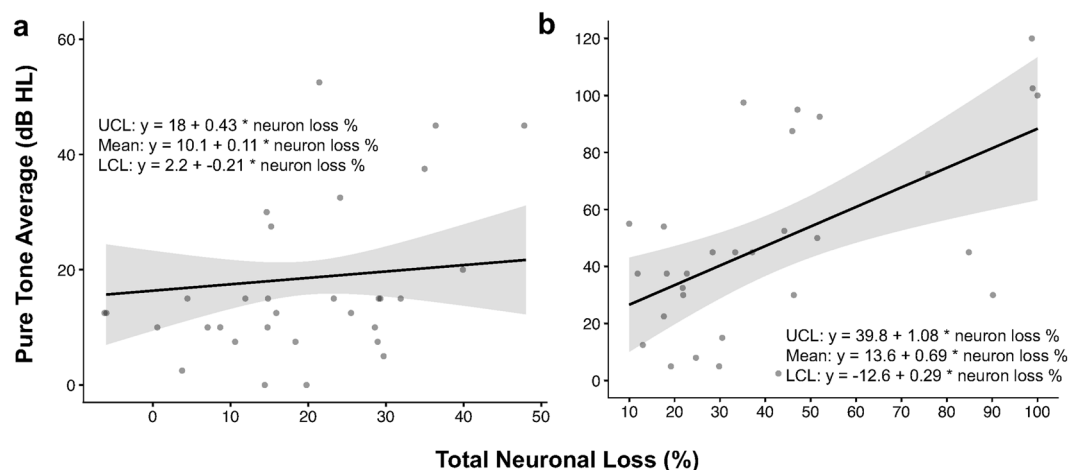 a
b
Pure Tone Average (dB HL)
60
40
20
0
UCL: y = 18 + 0.43 * neuron loss %
Mean: y = 10.1 + 0.11 * neuron loss %
LCL: y = 2.2 + -0.21 * neuron loss %
0 10 20 30 40 50
120
100
80
60
40
20
0
UCL: y = 39.8 + 1.08 * neuron loss %
Mean: y = 13.6 + 0.69 * neuron loss %
LCL: y = -12.6 + 0.29 * neuron loss %
10 20 30 40 50 60 70 80 90 100
Total Neuronal Loss (%)